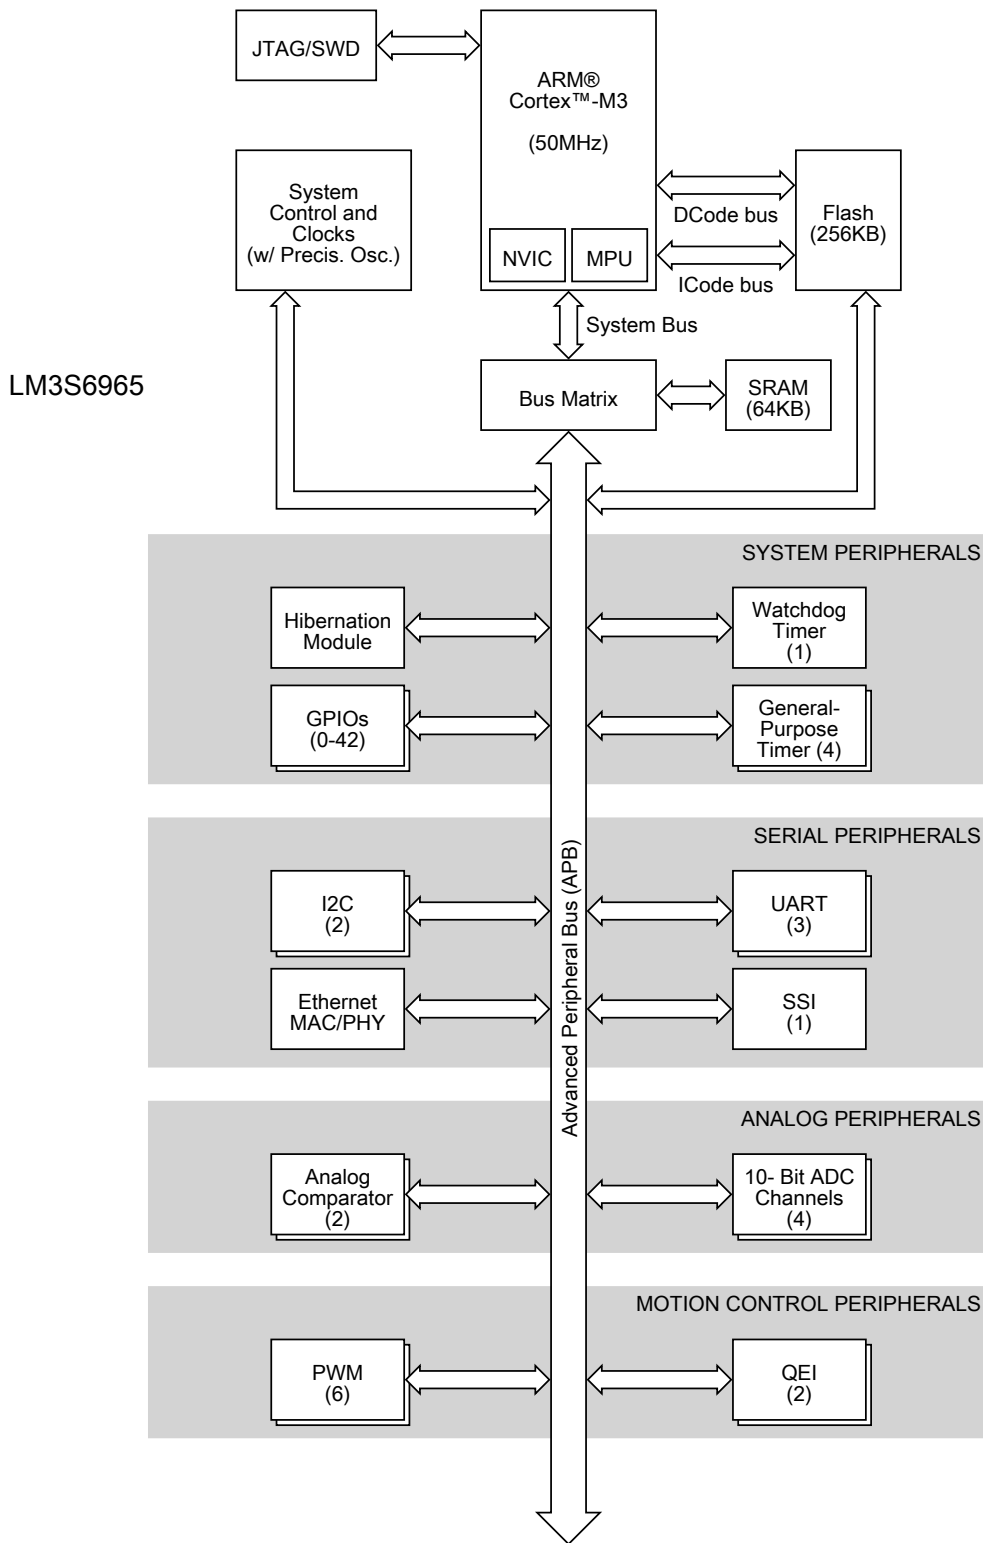 JTAG/SWD
ARM®
Cortex™-M3
(50MHz)
NVIC
MPU
System
Control and
Clocks
(w/ Precis. Osc.)
DCode bus
ICode bus
Flash
(256KB)
System Bus
LM3S6965
Bus Matrix
SRAM
(64KB)
SYSTEM PERIPHERALS
Hibernation
Module
Watchdog
Timer
(1)
GPIOs
(0-42)
General-
Purpose
Timer (4)
Advanced Peripheral Bus (APB)
SERIAL PERIPHERALS
I2C
(2)
UART
(3)
Ethernet
MAC/PHY
SSI
(1)
ANALOG PERIPHERALS
Analog
Comparator
(2)
10- Bit ADC
Channels
(4)
MOTION CONTROL PERIPHERALS
PWM
(6)
QEI
(2)